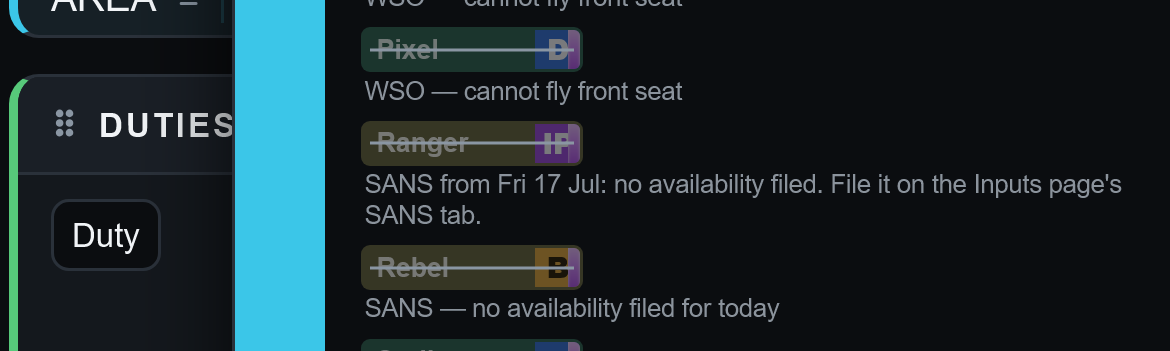 AREA –
WSO — cannot fly front seat
Pixel D
WSO — cannot fly front seat
DUTIES
Ranger IP
SANS from Fri 17 Jul: no availability filed. File it on the Inputs page's
SANS tab.
Duty
Rebel B
SANS — no availability filed for today